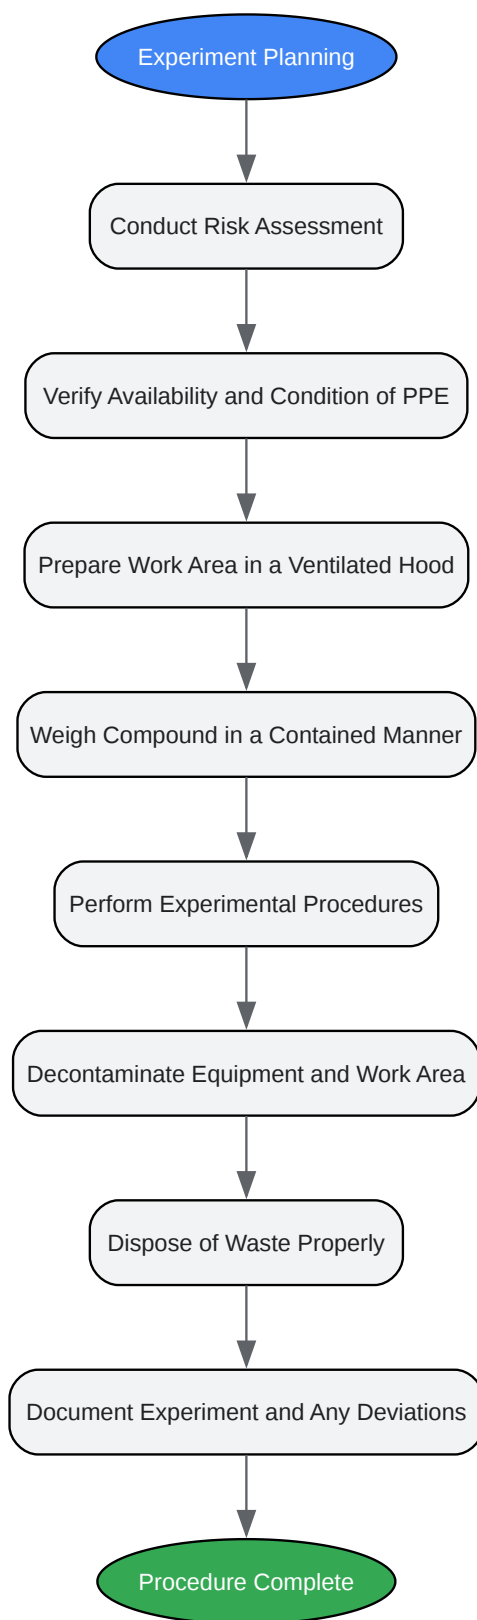 Experiment Planning
Conduct Risk Assessment
Verify Availability and Condition of PPE
Prepare Work Area in a Ventilated Hood
Weigh Compound in a Contained Manner
Perform Experimental Procedures
Decontaminate Equipment and Work Area
Dispose of Waste Properly
Document Experiment and Any Deviations
Procedure Complete